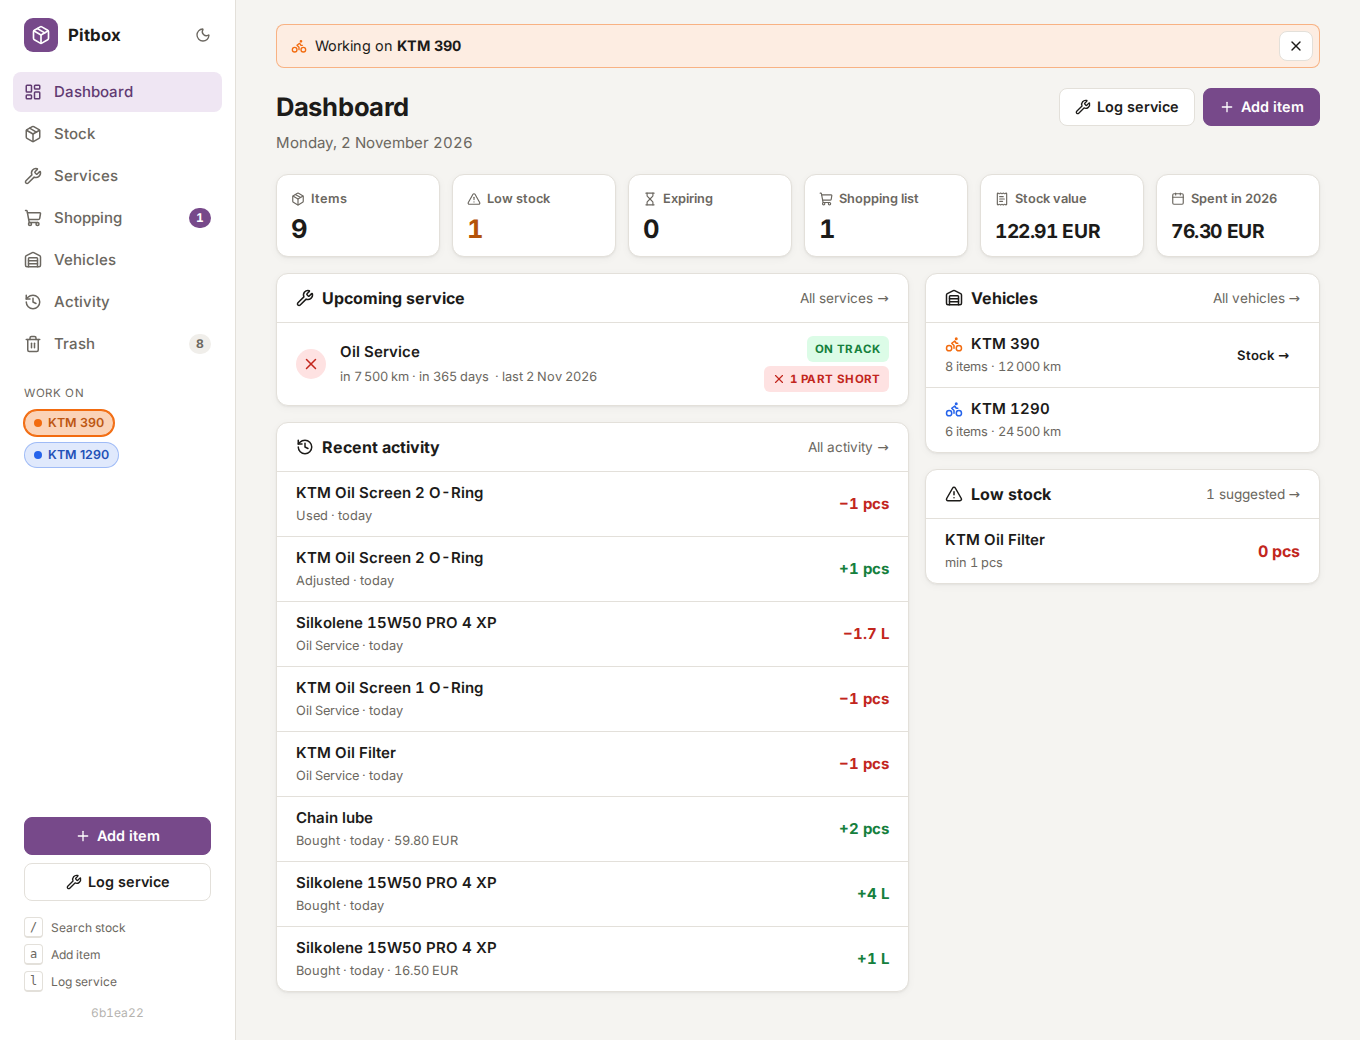 Pitbox
Dashboard
Stock
Services
Shopping 1
Vehicles
Activity
Trash 8
WORK ON
KTM 390
KTM 1290
Add item
Log service
/ Search stock
a Add item
l Log service
6b1ea22
Working on KTM 390
Dashboard
Log service
Add item
Monday, 2 November 2026
Items
9
Low stock
1
Expiring
0
Shopping list
1
Stock value
122.91 EUR
Spent in 2026
76.30 EUR
Upcoming service
All services →
Oil Service
in 7 500 km · in 365 days · last 2 Nov 2026
ON TRACK
1 PART SHORT
Recent activity
All activity →
KTM Oil Screen 2 O-Ring
Used · today
−1 pcs
KTM Oil Screen 2 O-Ring
Adjusted · today
+1 pcs
Silkolene 15W50 PRO 4 XP
Oil Service · today
−1.7 L
KTM Oil Screen 1 O-Ring
Oil Service · today
−1 pcs
KTM Oil Filter
Oil Service · today
−1 pcs
Chain lube
Bought · today · 59.80 EUR
+2 pcs
Silkolene 15W50 PRO 4 XP
Bought · today
+4 L
Silkolene 15W50 PRO 4 XP
Bought · today · 16.50 EUR
+1 L
Vehicles
All vehicles →
KTM 390
8 items · 12 000 km
Stock →
KTM 1290
6 items · 24 500 km
Low stock
1 suggested →
KTM Oil Filter
min 1 pcs
0 pcs